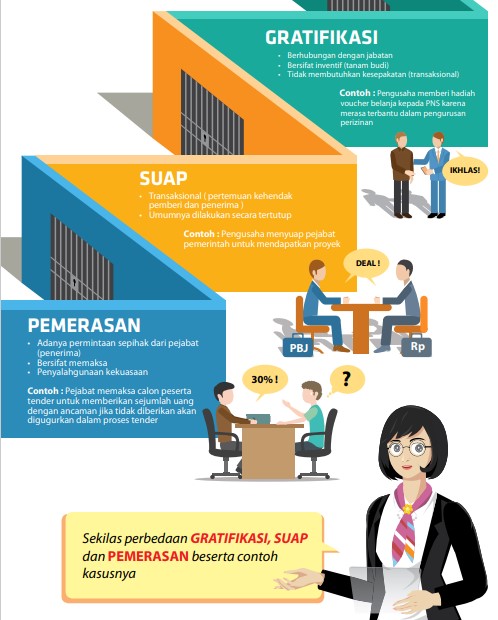 GRATIFIKASI
• Berhubungan dengan jabatan
• Bersifat inventif (tanam budi)
• Tidak membutuhkan kesepakatan (transaksional)
Contoh : Pengusaha memberi hadiah
voucher belanja kepada PNS karena
merasa terbantu dalam pengurusan
perizinan
IKHLAS!
SUAP
• Transaksional ( pertemuan kehendak
pemberi dan penerima )
• Umumnya dilakukan secara tertutup
Contoh : Pengusaha menyuap pejabat
pemerintah untuk mendapatkan proyek
DEAL !
PBJ
Rp
PEMERASAN
• Adanya permintaan sepihak dari pejabat
(penerima)
• Bersifat memaksa
• Penyalahgunaan kekuasaan
Contoh : Pejabat memaksa calon peserta
tender untuk memberikan sejumlah uang
dengan ancaman jika tidak diberikan akan
digugurkan dalam proses tender
30% !
?
Sekilas perbedaan GRATIFIKASI, SUAP
dan PEMERASAN beserta contoh
kasusnya